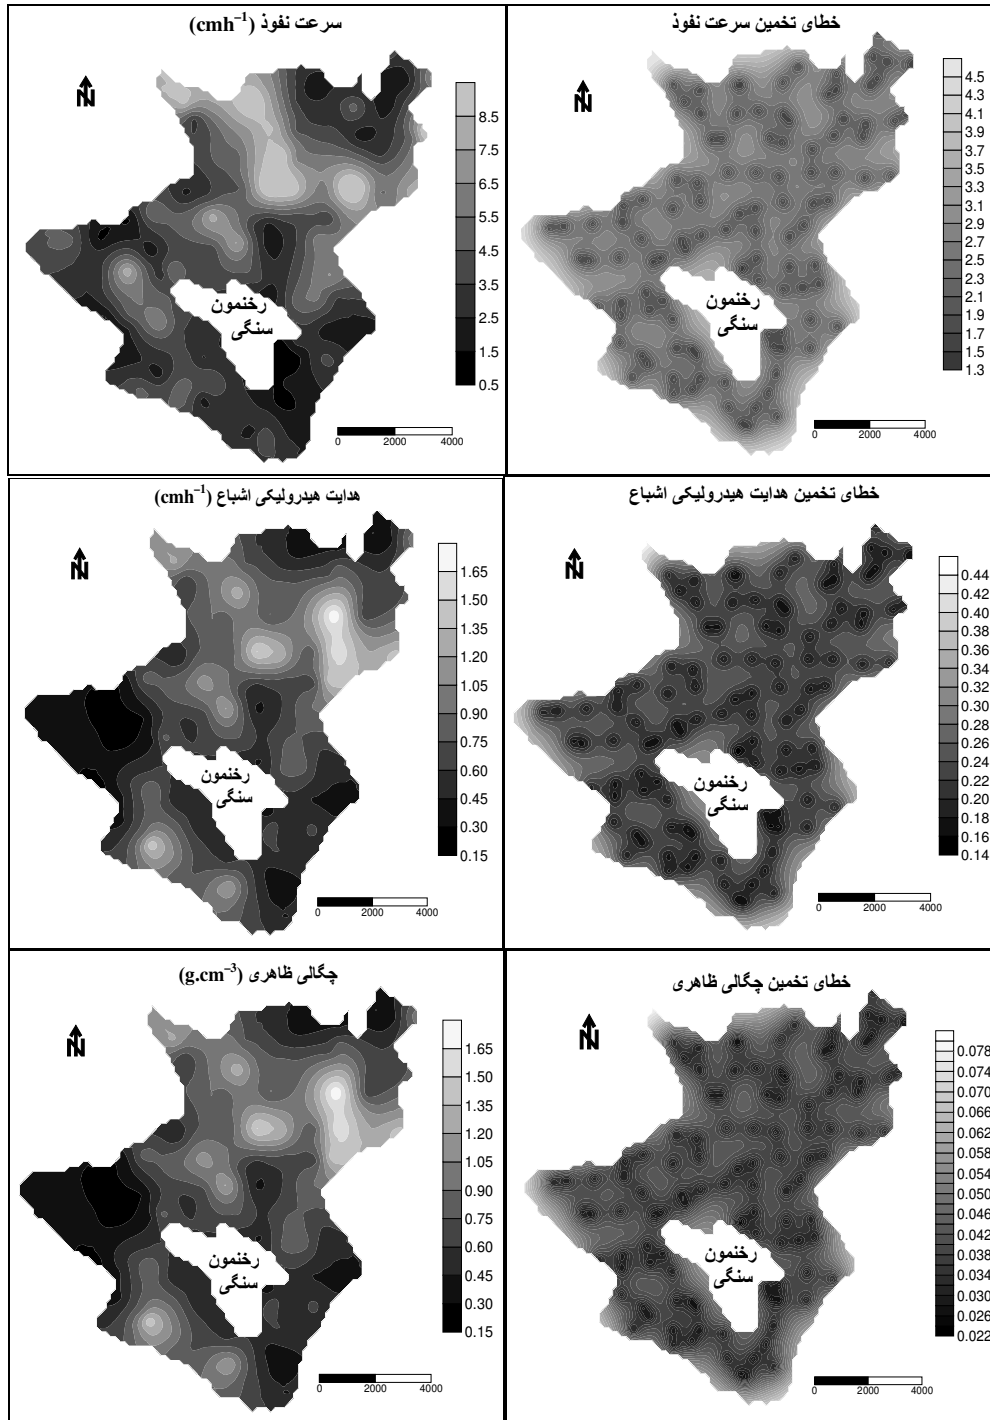 سرعت نفوذ (cmh⁻¹)
N
8.5
7.5
6.5
5.5
4.5
3.5
2.5
1.5
0.5
رخنمون
سنگی
0 2000 4000
خطای تخمین سرعت نفوذ
N
4.5
4.3
4.1
3.9
3.7
3.5
3.3
3.1
2.9
2.7
2.5
2.3
2.1
1.9
1.7
1.5
1.3
رخنمون
سنگی
0 2000 4000
هدایت هیدرولیکی اشباع (cmh⁻¹)
N
1.65
1.50
1.35
1.20
1.05
0.90
0.75
0.60
0.45
0.30
0.15
رخنمون
سنگی
0 2000 4000
خطای تخمین هدایت هیدرولیکی اشباع
N
0.44
0.42
0.40
0.38
0.36
0.34
0.32
0.30
0.28
0.26
0.24
0.22
0.20
0.18
0.16
0.14
رخنمون
سنگی
0 2000 4000
چگالی ظاهری (g.cm⁻³)
N
1.65
1.50
1.35
1.20
1.05
0.90
0.75
0.60
0.45
0.30
0.15
رخنمون
سنگی
0 2000 4000
خطای تخمین چگالی ظاهری
N
0.078
0.074
0.070
0.066
0.062
0.058
0.054
0.050
0.046
0.042
0.038
0.034
0.030
0.026
0.022
رخنمون
سنگی
0 2000 4000